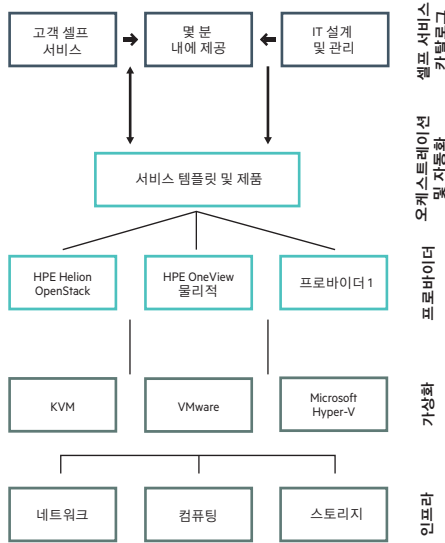 고객 셀프
서비스
몇 분
내에 제공
IT 설계
및 관리
셀프 서비스
카탈로그
서비스 템플릿 및 제품
오케스트레이션
및 자동화
HPE Helion
OpenStack
HPE OneView
물리적
프로바이더 1
프로바이더
KVM
VMware
Microsoft
Hyper-V
가상화
네트워크
컴퓨팅
스토리지
인프라